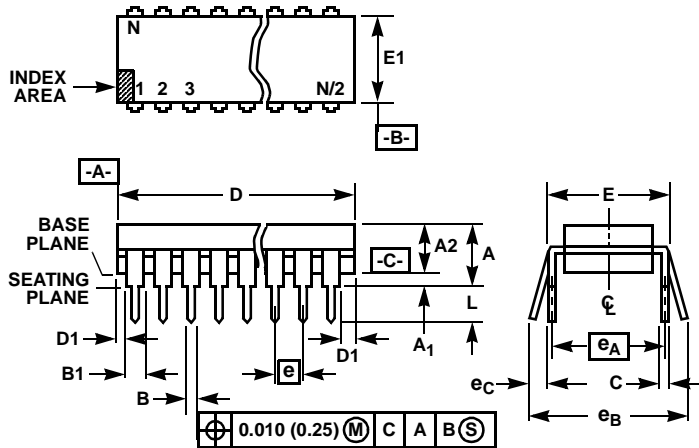 N
E1
INDEX
AREA
1 2 3 N/2
-B-
-A-
D
E
BASE
PLANE
A2
A
-C-
SEATING
PLANE
L
℄
D1
A1
D1
eA
B1
e
eC
C
B
eB
⌖ 0.010 (0.25) Ⓜ C A B Ⓢ